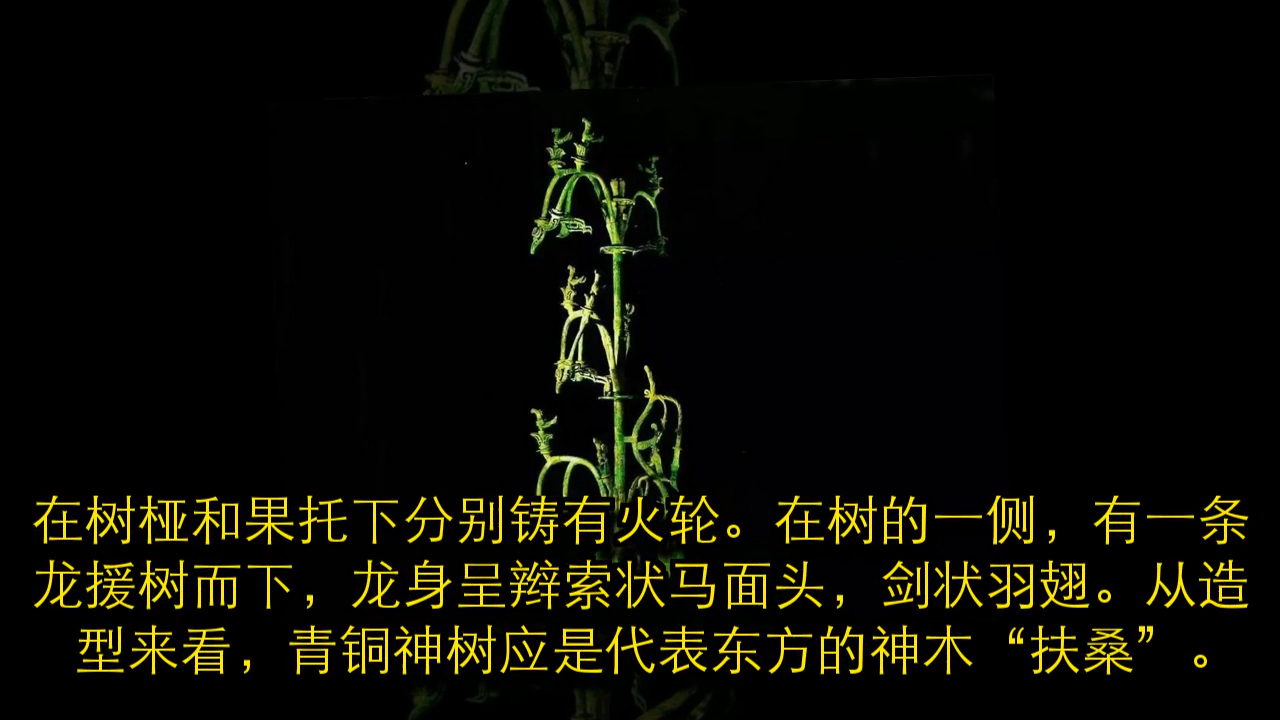 在树桠和果托下分别铸有火轮。在树的一侧，有一条
龙援树而下，龙身呈辫索状马面头，剑状羽翅。从造
型来看，青铜神树应是代表东方的神木“扶桑”。